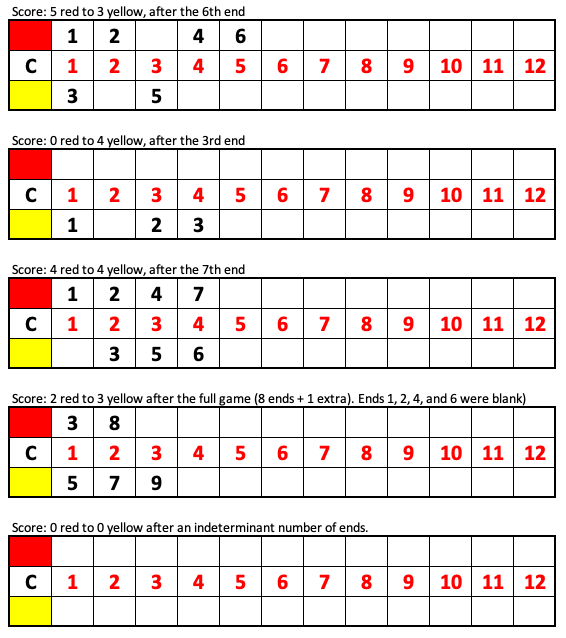 Score: 5 red to 3 yellow, after the 6th end
1 2 4 6
C 1 2 3 4 5 6 7 8 9 10 11 12
3 5
Score: 0 red to 4 yellow, after the 3rd end
C 1 2 3 4 5 6 7 8 9 10 11 12
1 2 3
Score: 4 red to 4 yellow, after the 7th end
1 2 4 7
C 1 2 3 4 5 6 7 8 9 10 11 12
3 5 6
Score: 2 red to 3 yellow after the full game (8 ends + 1 extra). Ends 1, 2, 4, and 6 were blank)
3 8
C 1 2 3 4 5 6 7 8 9 10 11 12
5 7 9
Score: 0 red to 0 yellow after an indeterminant number of ends.
C 1 2 3 4 5 6 7 8 9 10 11 12